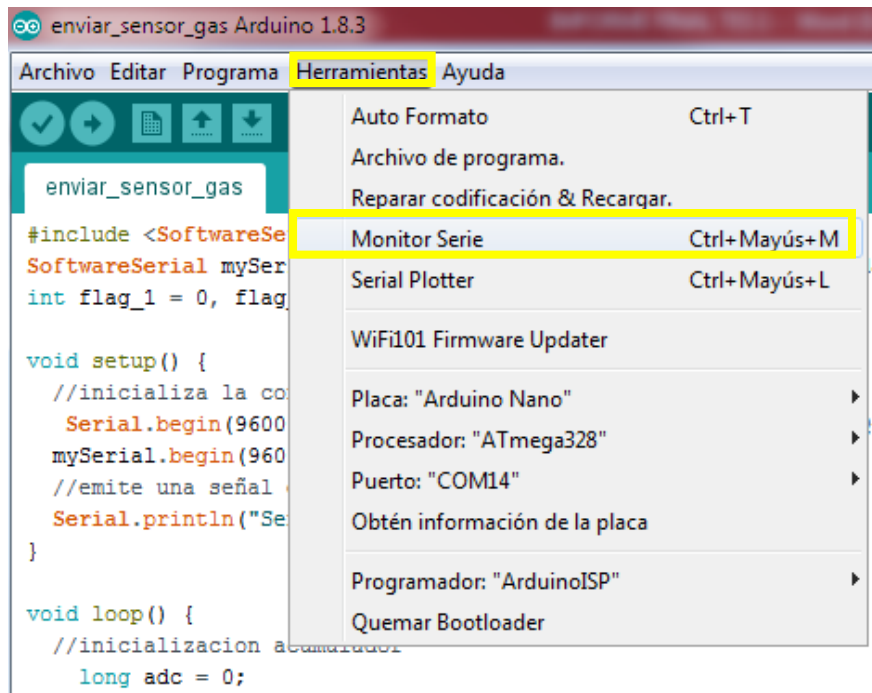 enviar_sensor_gas Arduino 1.8.3
Archivo Editar Programa Herramientas Ayuda
Auto Formato Ctrl+T
Archivo de programa.
Reparar codificación & Recargar.
Monitor Serie Ctrl+Mayús+M
Serial Plotter Ctrl+Mayús+L
WiFi101 Firmware Updater
Placa: "Arduino Nano"
Procesador: "ATmega328"
Puerto: "COM14"
Obtén información de la placa
Programador: "ArduinoISP"
Quemar Bootloader
enviar_sensor_gas
#include <SoftwareSe
SoftwareSerial mySer
int flag_1 = 0, flag_
void setup() {
//inicializa la co
Serial.begin(9600
mySerial.begin(960
//emite una señal
Serial.println("Se
}
void loop() {
//inicializacion acumulador
long adc = 0;